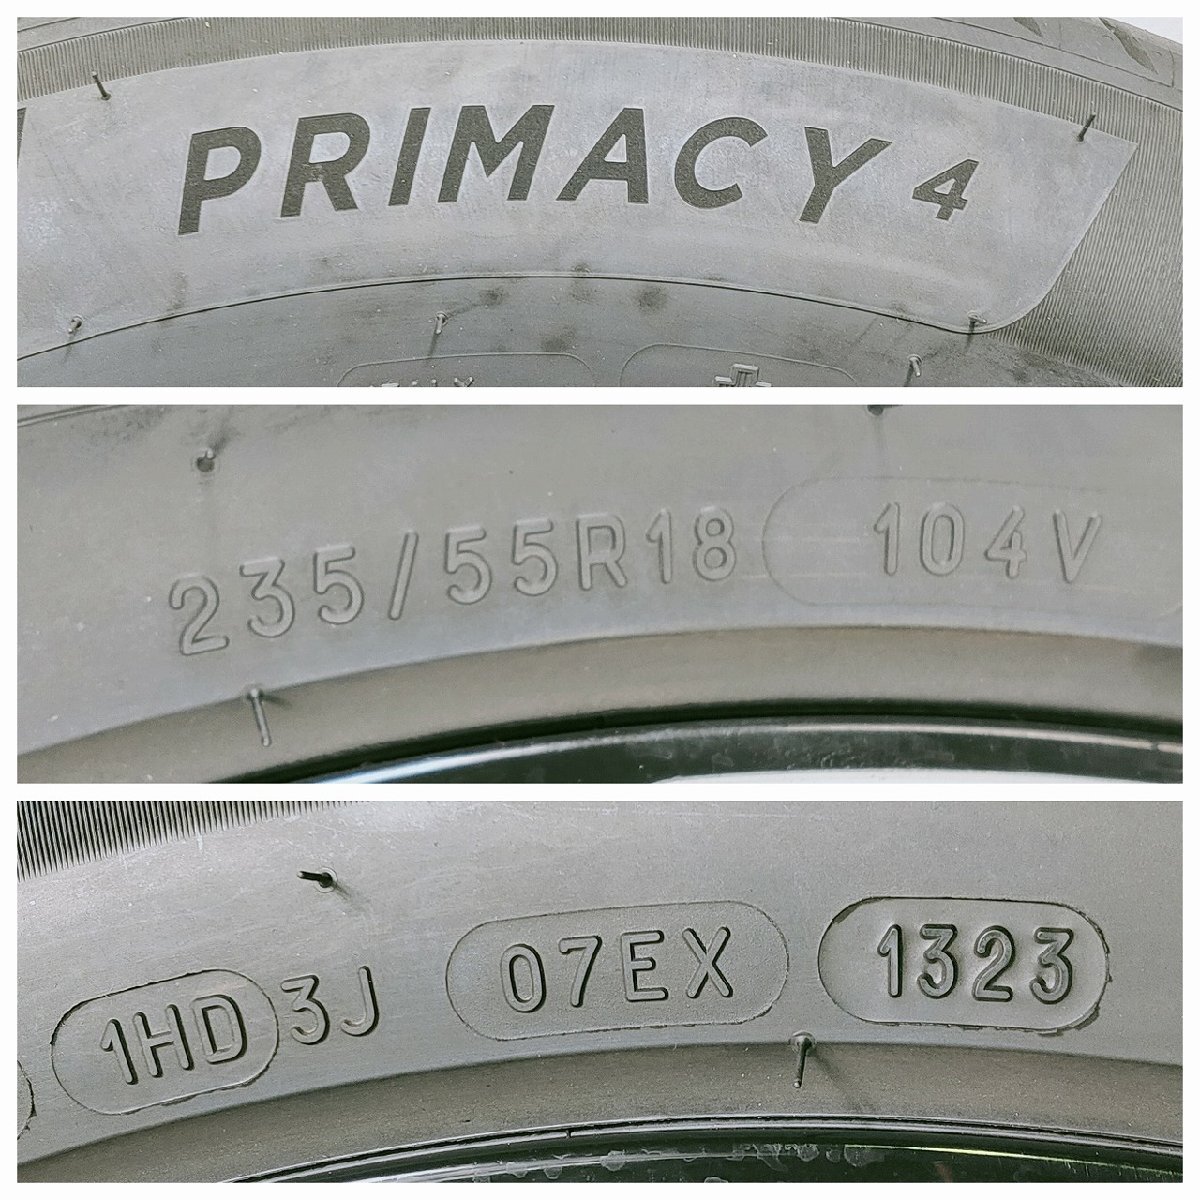 PRIMACY 4
235/55R18 104V
1HD 3J 07EX 1323